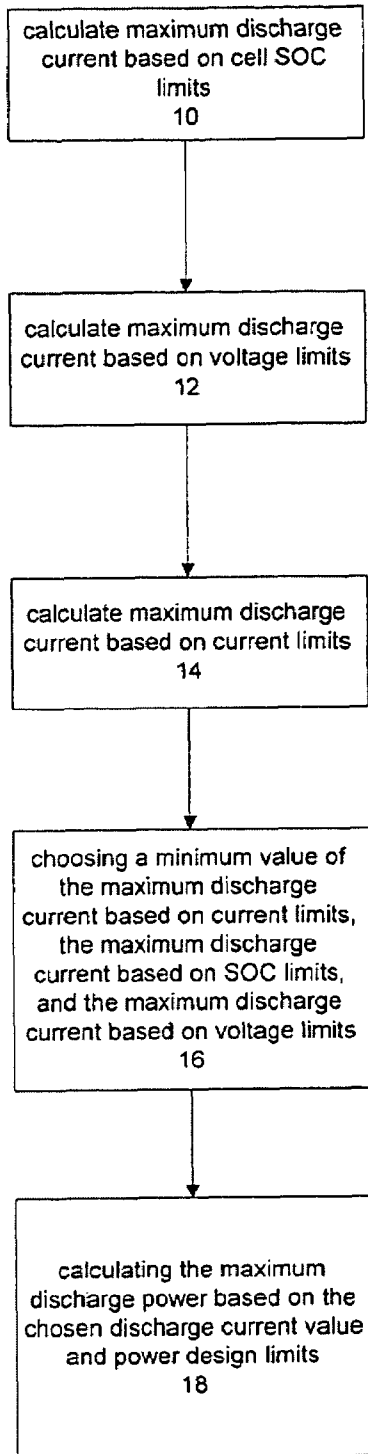 calculate maximum discharge
current based on cell SOC
limits
10
calculate maximum discharge
current based on voltage limits
12
calculate maximum discharge
current based on current limits
14
choosing a minimum value of
the maximum discharge
current based on current limits,
the maximum discharge
current based on SOC limits,
and the maximum discharge
current based on voltage limits
16
calculating the maximum
discharge power based on the
chosen discharge current value
and power design limits
18